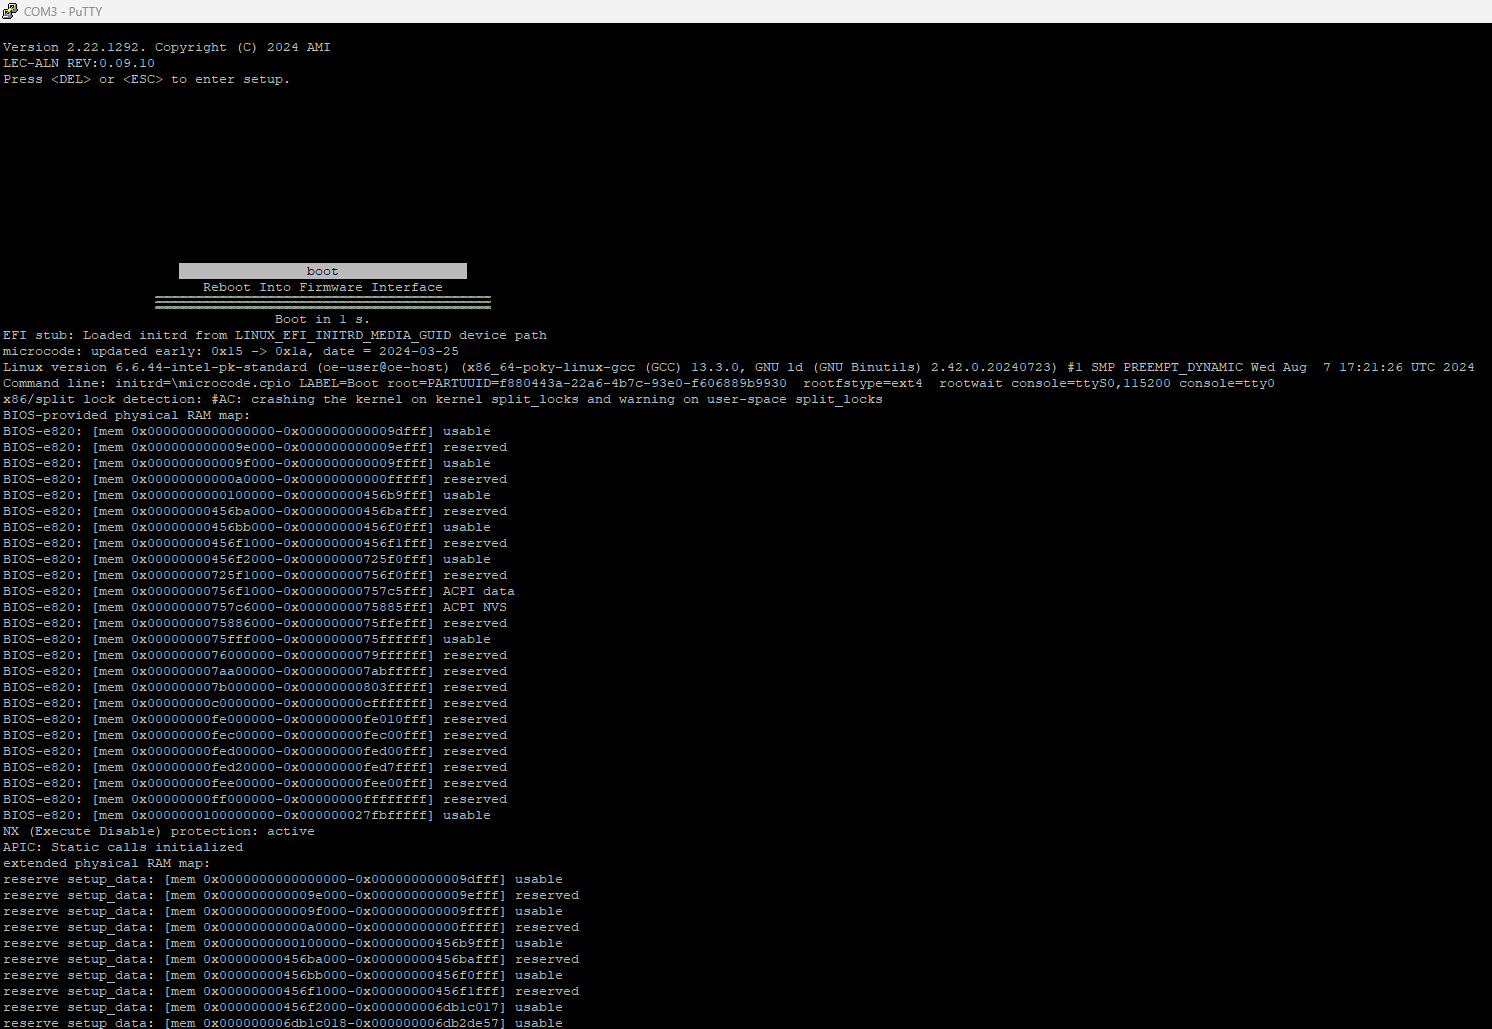 COM3 - PuTTY
Version 2.22.1292. Copyright (C) 2024 AMI
LEC-ALN REV:0.09.10
Press <DEL> or <ESC> to enter setup.
boot
Reboot Into Firmware Interface
Boot in 1 s.
EFI stub: Loaded initrd from LINUX_EFI_INITRD_MEDIA_GUID device path
microcode: updated early: 0x15 -> 0x1a, date = 2024-03-25
Linux version 6.6.44-intel-pk-standard (oe-user@oe-host) (x86_64-poky-linux-gcc (GCC) 13.3.0, GNU ld (GNU Binutils) 2.42.0.20240723) #1 SMP PREEMPT_DYNAMIC Wed Aug  7 17:21:26 UTC 2024
Command line: initrd=\microcode.cpio LABEL=Boot root=PARTUUID=f880443a-22a6-4b7c-93e0-f606889b9930  rootfstype=ext4  rootwait console=ttyS0,115200 console=tty0
x86/split lock detection: #AC: crashing the kernel on kernel split_locks and warning on user-space split_locks
BIOS-provided physical RAM map:
BIOS-e820: [mem 0x0000000000000000-0x000000000009dfff] usable
BIOS-e820: [mem 0x000000000009e000-0x000000000009efff] reserved
BIOS-e820: [mem 0x000000000009f000-0x000000000009ffff] usable
BIOS-e820: [mem 0x00000000000a0000-0x00000000000fffff] reserved
BIOS-e820: [mem 0x0000000000100000-0x00000000456b9fff] usable
BIOS-e820: [mem 0x00000000456ba000-0x00000000456bafff] reserved
BIOS-e820: [mem 0x00000000456bb000-0x00000000456f0fff] usable
BIOS-e820: [mem 0x00000000456f1000-0x00000000456f1fff] reserved
BIOS-e820: [mem 0x00000000456f2000-0x00000000725f0fff] usable
BIOS-e820: [mem 0x00000000725f1000-0x00000000756f0fff] reserved
BIOS-e820: [mem 0x00000000756f1000-0x00000000757c5fff] ACPI data
BIOS-e820: [mem 0x00000000757c6000-0x0000000075885fff] ACPI NVS
BIOS-e820: [mem 0x0000000075886000-0x0000000075ffefff] reserved
BIOS-e820: [mem 0x0000000075fff000-0x0000000075ffffff] usable
BIOS-e820: [mem 0x0000000076000000-0x0000000079ffffff] reserved
BIOS-e820: [mem 0x000000007aa00000-0x000000007abfffff] reserved
BIOS-e820: [mem 0x000000007b000000-0x00000000803fffff] reserved
BIOS-e820: [mem 0x00000000c0000000-0x00000000cfffffff] reserved
BIOS-e820: [mem 0x00000000fe000000-0x00000000fe010fff] reserved
BIOS-e820: [mem 0x00000000fec00000-0x00000000fec00fff] reserved
BIOS-e820: [mem 0x00000000fed00000-0x00000000fed00fff] reserved
BIOS-e820: [mem 0x00000000fed20000-0x00000000fed7ffff] reserved
BIOS-e820: [mem 0x00000000fee00000-0x00000000fee00fff] reserved
BIOS-e820: [mem 0x00000000ff000000-0x00000000ffffffff] reserved
BIOS-e820: [mem 0x0000000100000000-0x000000027fbfffff] usable
NX (Execute Disable) protection: active
APIC: Static calls initialized
extended physical RAM map:
reserve setup_data: [mem 0x0000000000000000-0x000000000009dfff] usable
reserve setup_data: [mem 0x000000000009e000-0x000000000009efff] reserved
reserve setup_data: [mem 0x000000000009f000-0x000000000009ffff] usable
reserve setup_data: [mem 0x00000000000a0000-0x00000000000fffff] reserved
reserve setup_data: [mem 0x0000000000100000-0x00000000456b9fff] usable
reserve setup_data: [mem 0x00000000456ba000-0x00000000456bafff] reserved
reserve setup_data: [mem 0x00000000456bb000-0x00000000456f0fff] usable
reserve setup_data: [mem 0x00000000456f1000-0x00000000456f1fff] reserved
reserve setup_data: [mem 0x00000000456f2000-0x000000006db1c017] usable
reserve setup_data: [mem 0x000000006db1c018-0x000000006db2de57] usable